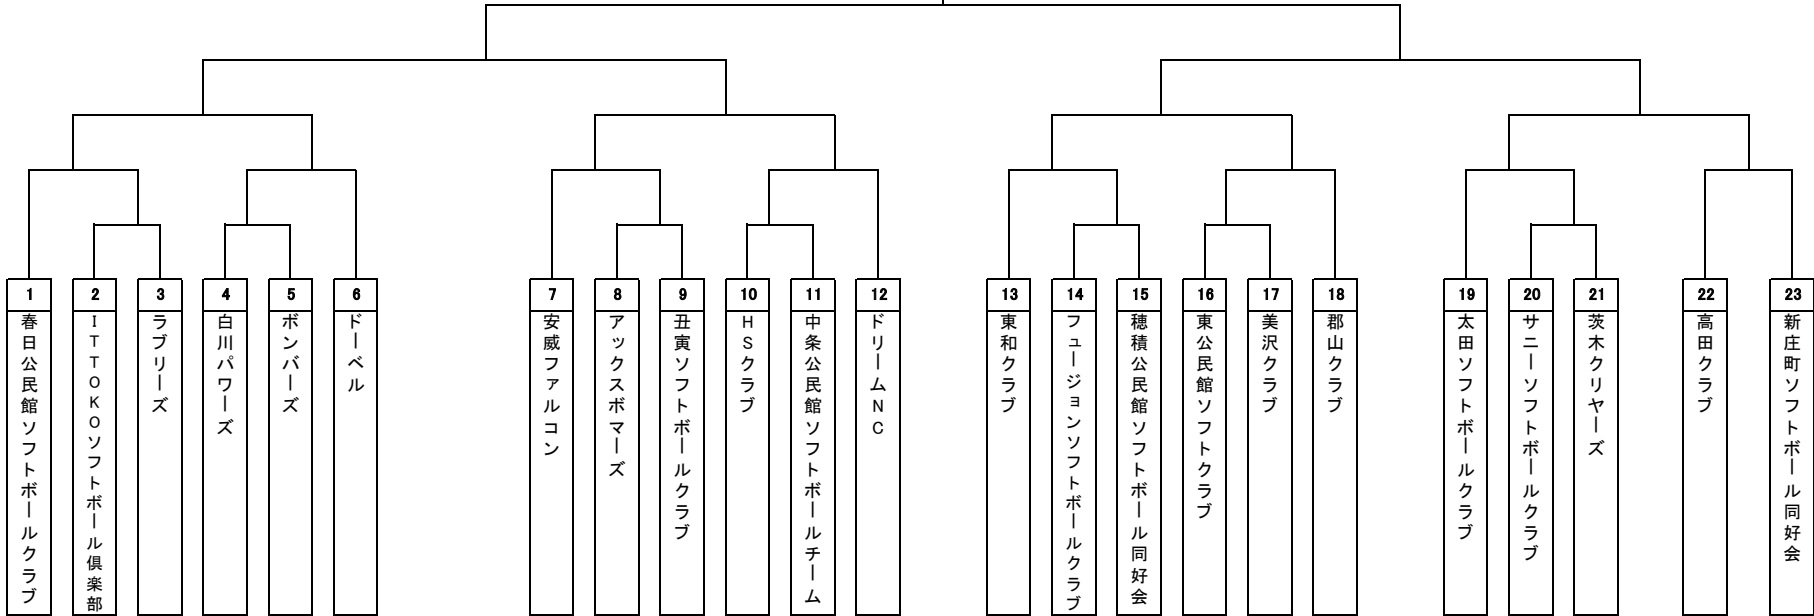 1
春日公民館ソフトボールクラブ
2
ITTOKOソフトボール倶楽部
3
ラブリーズ
4
白川パワーズ
5
ボンバーズ
6
ドーベル
7
安威ファルコン
8
アックスボマーズ
9
丑寅ソフトボールクラブ
10
HSクラブ
11
中条公民館ソフトボールチーム
12
ドリームNC
13
東和クラブ
14
フュージョンソフトボールクラブ
15
穂積公民館ソフトボール同好会
16
東公民館ソフトクラブ
17
美沢クラブ
18
郡山クラブ
19
太田ソフトボールクラブ
20
サニーソフトボールクラブ
21
茨木クリヤーズ
22
高田クラブ
23
新庄町ソフトボール同好会